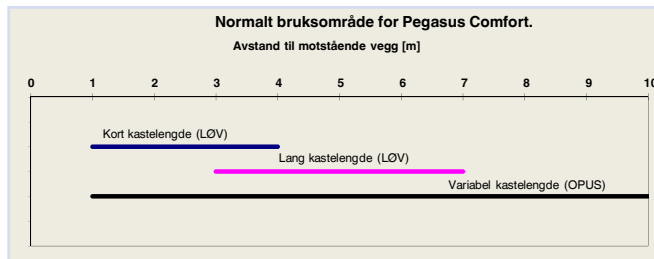 Normalt bruksområde for Pegasus Comfort.
Avstand til motstående vegg [m]
0 1 2 3 4 5 6 7 8 9 10
Kort kastelengde (LØV)
Lang kastelengde (LØV)
Variabel kastelengde (OPUS)